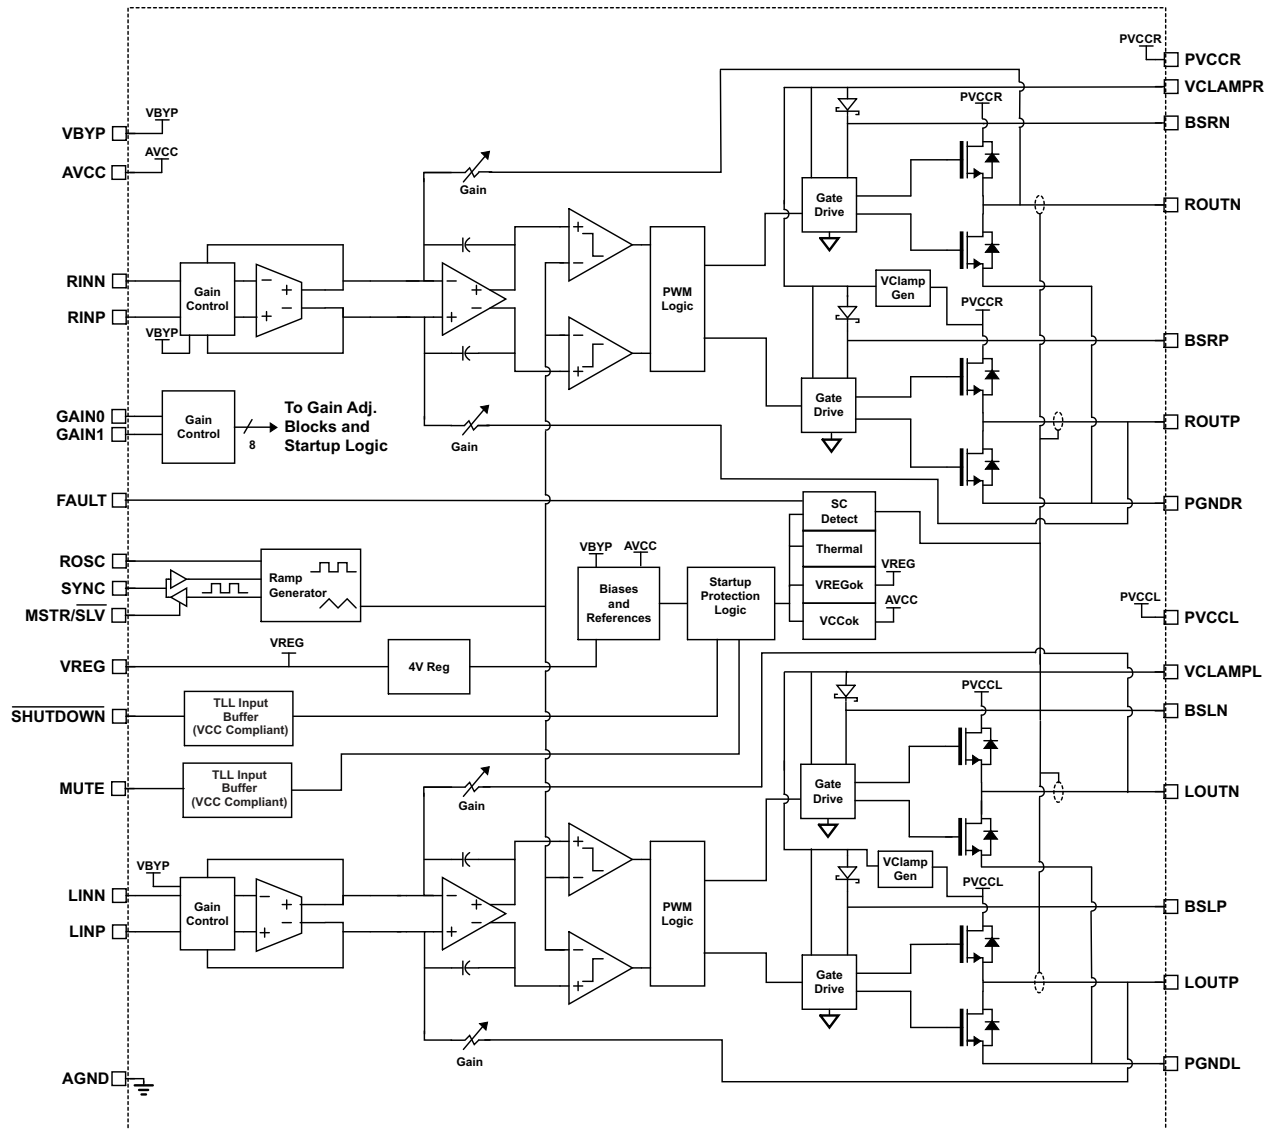 PVCCR
PVCCR
VCLAMPR
PVCCR
VBYP
VBYP
BSRN
AVCC
AVCC
Gain
Gate
Drive
ROUTN
RINN
Gain
Control
− +
+ −
− +
+ −
+
−
PWM
Logic
VClamp
Gen
PVCCR
RINP
VBYP
−
+
BSRP
GAIN0
GAIN1
Gain
Control
8
To Gain Adj.
Blocks and
Startup Logic
Gain
Gate
Drive
ROUTP
FAULT
SC
Detect
PGNDR
ROSC
SYNC
MSTR/SLV
Ramp
Generator
VBYP
AVCC
Biases
and
References
Startup
Protection
Logic
Thermal
VREGok
VREG
VCCok
AVCC
PVCCL
PVCCL
VREG
VREG
4V Reg
VCLAMPL
SHUTDOWN
TLL Input
Buffer
(VCC Compliant)
PVCCL
BSLN
MUTE
TLL Input
Buffer
(VCC Compliant)
Gain
Gate
Drive
LOUTN
VBYP
LINN
LINP
Gain
Control
− +
+ −
− +
+ −
+
−
PWM
Logic
VClamp
Gen
PVCCL
BSLP
−
+
Gate
Drive
LOUTP
Gain
AGND
PGNDL